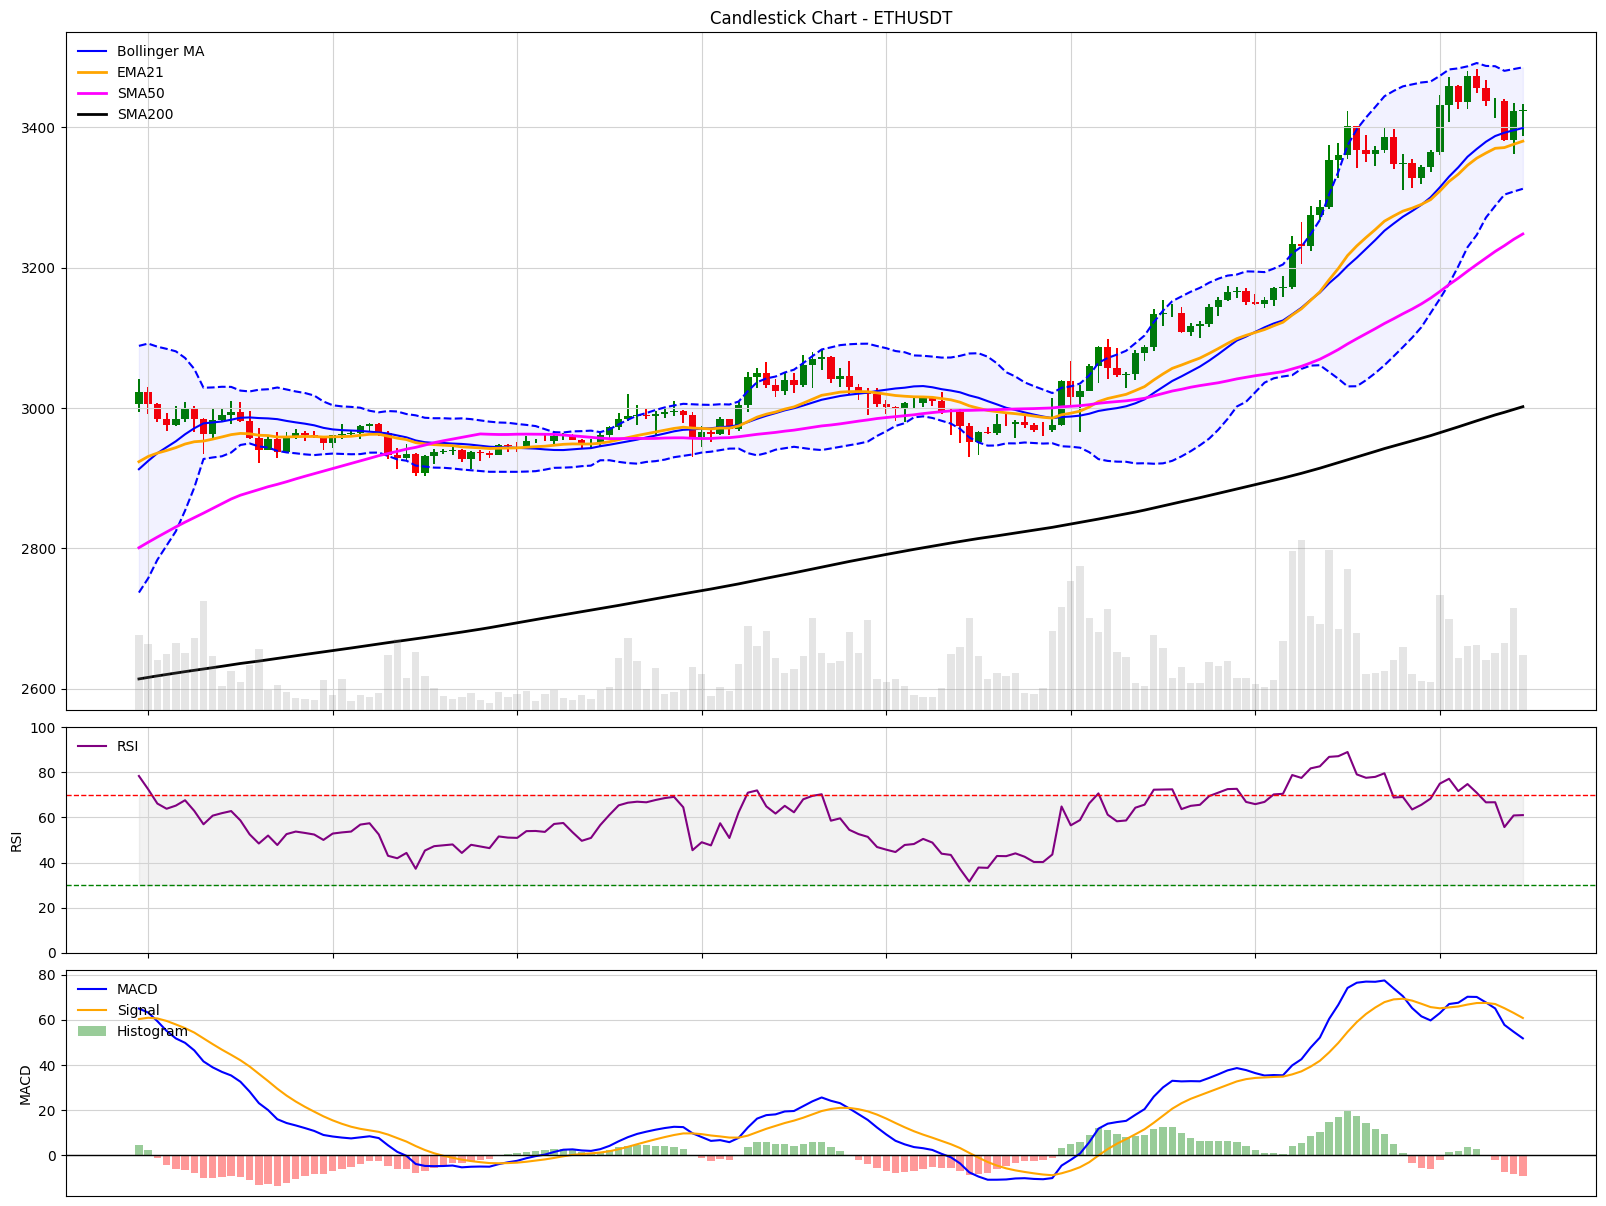 Candlestick Chart - ETHUSDT
Bollinger MA
EMA21
SMA50
SMA200
3400
3200
3000
2800
2600
RSI
100
80
60
40
20
0
RSI
MACD
Signal
Histogram
80
60
40
20
0
MACD